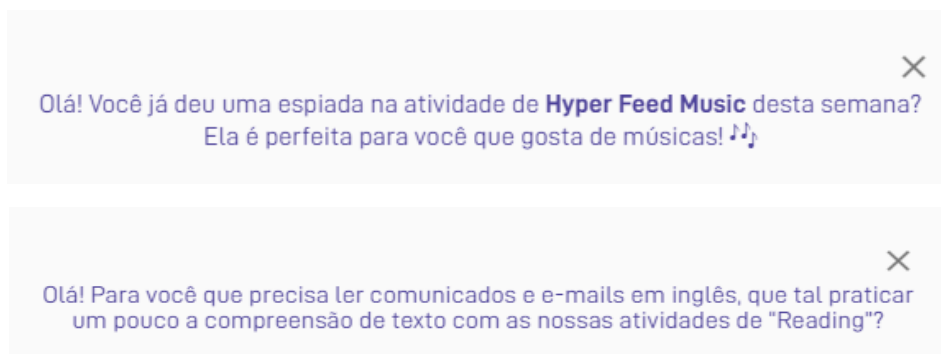 Olá! Você já deu uma espiada na atividade de Hyper Feed Music desta semana?
Ela é perfeita para você que gosta de músicas! 🎶
Olá! Para você que precisa ler comunicados e e-mails em inglês, que tal praticar
um pouco a compreensão de texto com as nossas atividades de "Reading"?